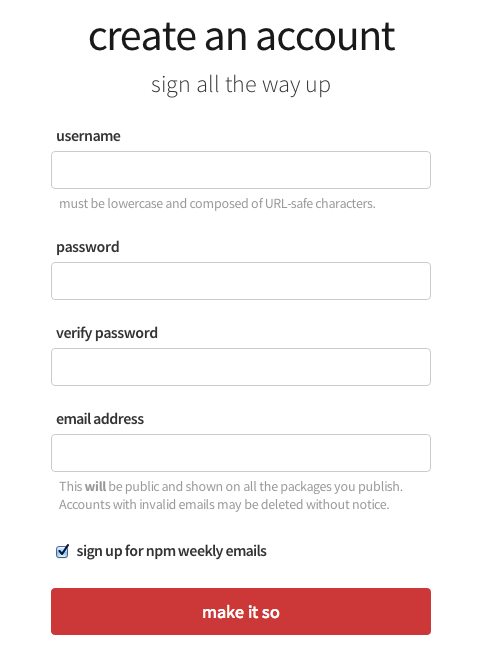 create an account
sign all the way up
username
must be lowercase and composed of URL-safe characters.
password
verify password
email address
This will be public and shown on all the packages you publish.
Accounts with invalid emails may be deleted without notice.
sign up for npm weekly emails
make it so